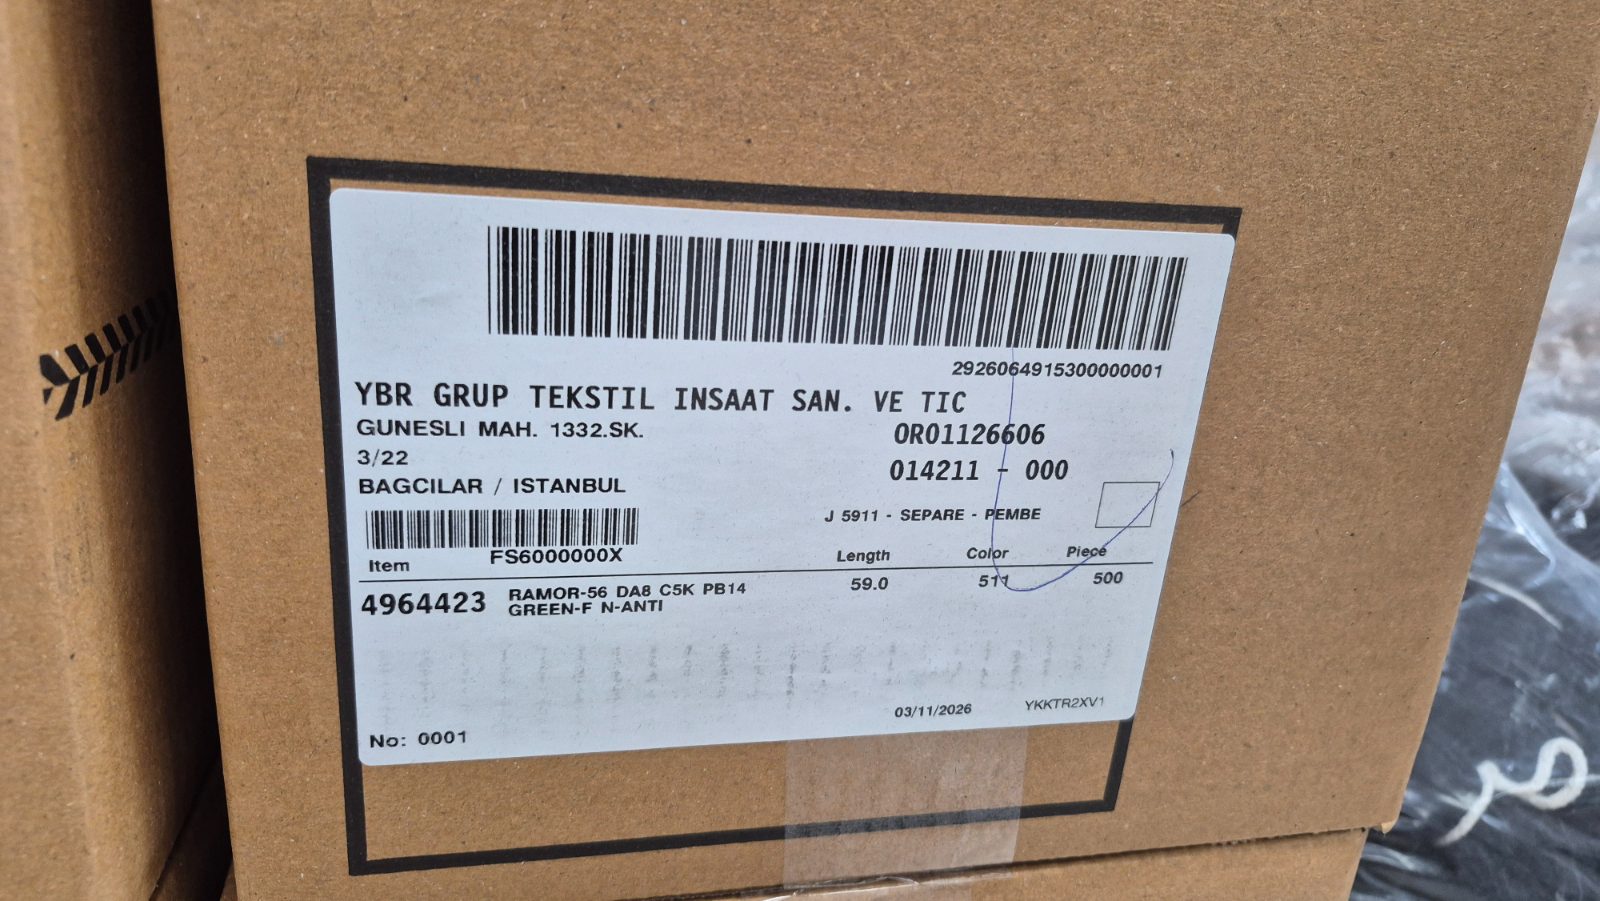 29260649153000000001
YBR GRUP TEKSTIL INSAAT SAN. VE TIC
GUNESLI MAH. 1332.SK.
3/22
BAGCILAR / ISTANBUL
OR01126606
014211 - 000
J 5911 - SEPARE - PEMBE
FS6000000X
Item Length Color Piece
4964423 RAMOR-56 DA8 C5K PB14 59.0 511 500
GREEN-F N-ANTI
03/11/2026 YKKTR2XV1
No: 0001